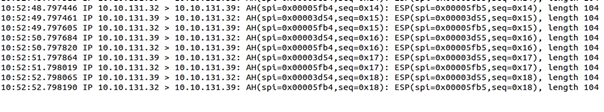 10:52:48.797446 IP 10.10.131.32 > 10.10.131.39: AH(spi=0x00005fb4,seq=0x14): ESP(spi=0x00005fb5,seq=0x14), length 104
10:52:49.797461 IP 10.10.131.39 > 10.10.131.32: AH(spi=0x00003d54,seq=0x15): ESP(spi=0x00003d55,seq=0x15), length 104
10:52:49.797605 IP 10.10.131.32 > 10.10.131.39: AH(spi=0x00005fb4,seq=0x15): ESP(spi=0x00005fb5,seq=0x15), length 104
10:52:50.797684 IP 10.10.131.39 > 10.10.131.32: AH(spi=0x00003d54,seq=0x16): ESP(spi=0x00003d55,seq=0x16), length 104
10:52:50.797820 IP 10.10.131.32 > 10.10.131.39: AH(spi=0x00005fb4,seq=0x16): ESP(spi=0x00005fb5,seq=0x16), length 104
10:52:51.797864 IP 10.10.131.39 > 10.10.131.32: AH(spi=0x00003d54,seq=0x17): ESP(spi=0x00003d55,seq=0x17), length 104
10:52:51.798019 IP 10.10.131.32 > 10.10.131.39: AH(spi=0x00005fb4,seq=0x17): ESP(spi=0x00005fb5,seq=0x17), length 104
10:52:52.798065 IP 10.10.131.39 > 10.10.131.32: AH(spi=0x00003d54,seq=0x18): ESP(spi=0x00003d55,seq=0x18), length 104
10:52:52.798190 IP 10.10.131.32 > 10.10.131.39: AH(spi=0x00005fb4,seq=0x18): ESP(spi=0x00005fb5,seq=0x18), length 104